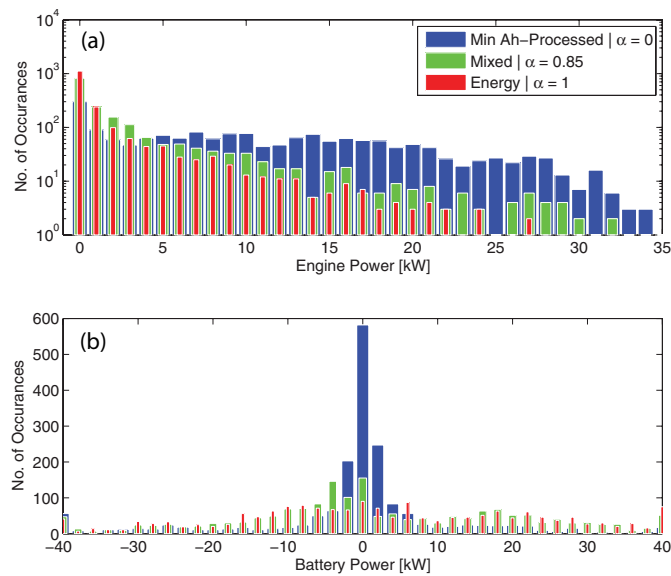 (a)
Min Ah−Processed | α = 0
Mixed | α = 0.85
Energy | α = 1
No. of Occurances
10^4
10^3
10^2
10^1
10^0
0 5 10 15 20 25 30 35
Engine Power [kW]
(b)
No. of Occurances
600
500
400
300
200
100
0
−40 −30 −20 −10 0 10 20 30 40
Battery Power [kW]